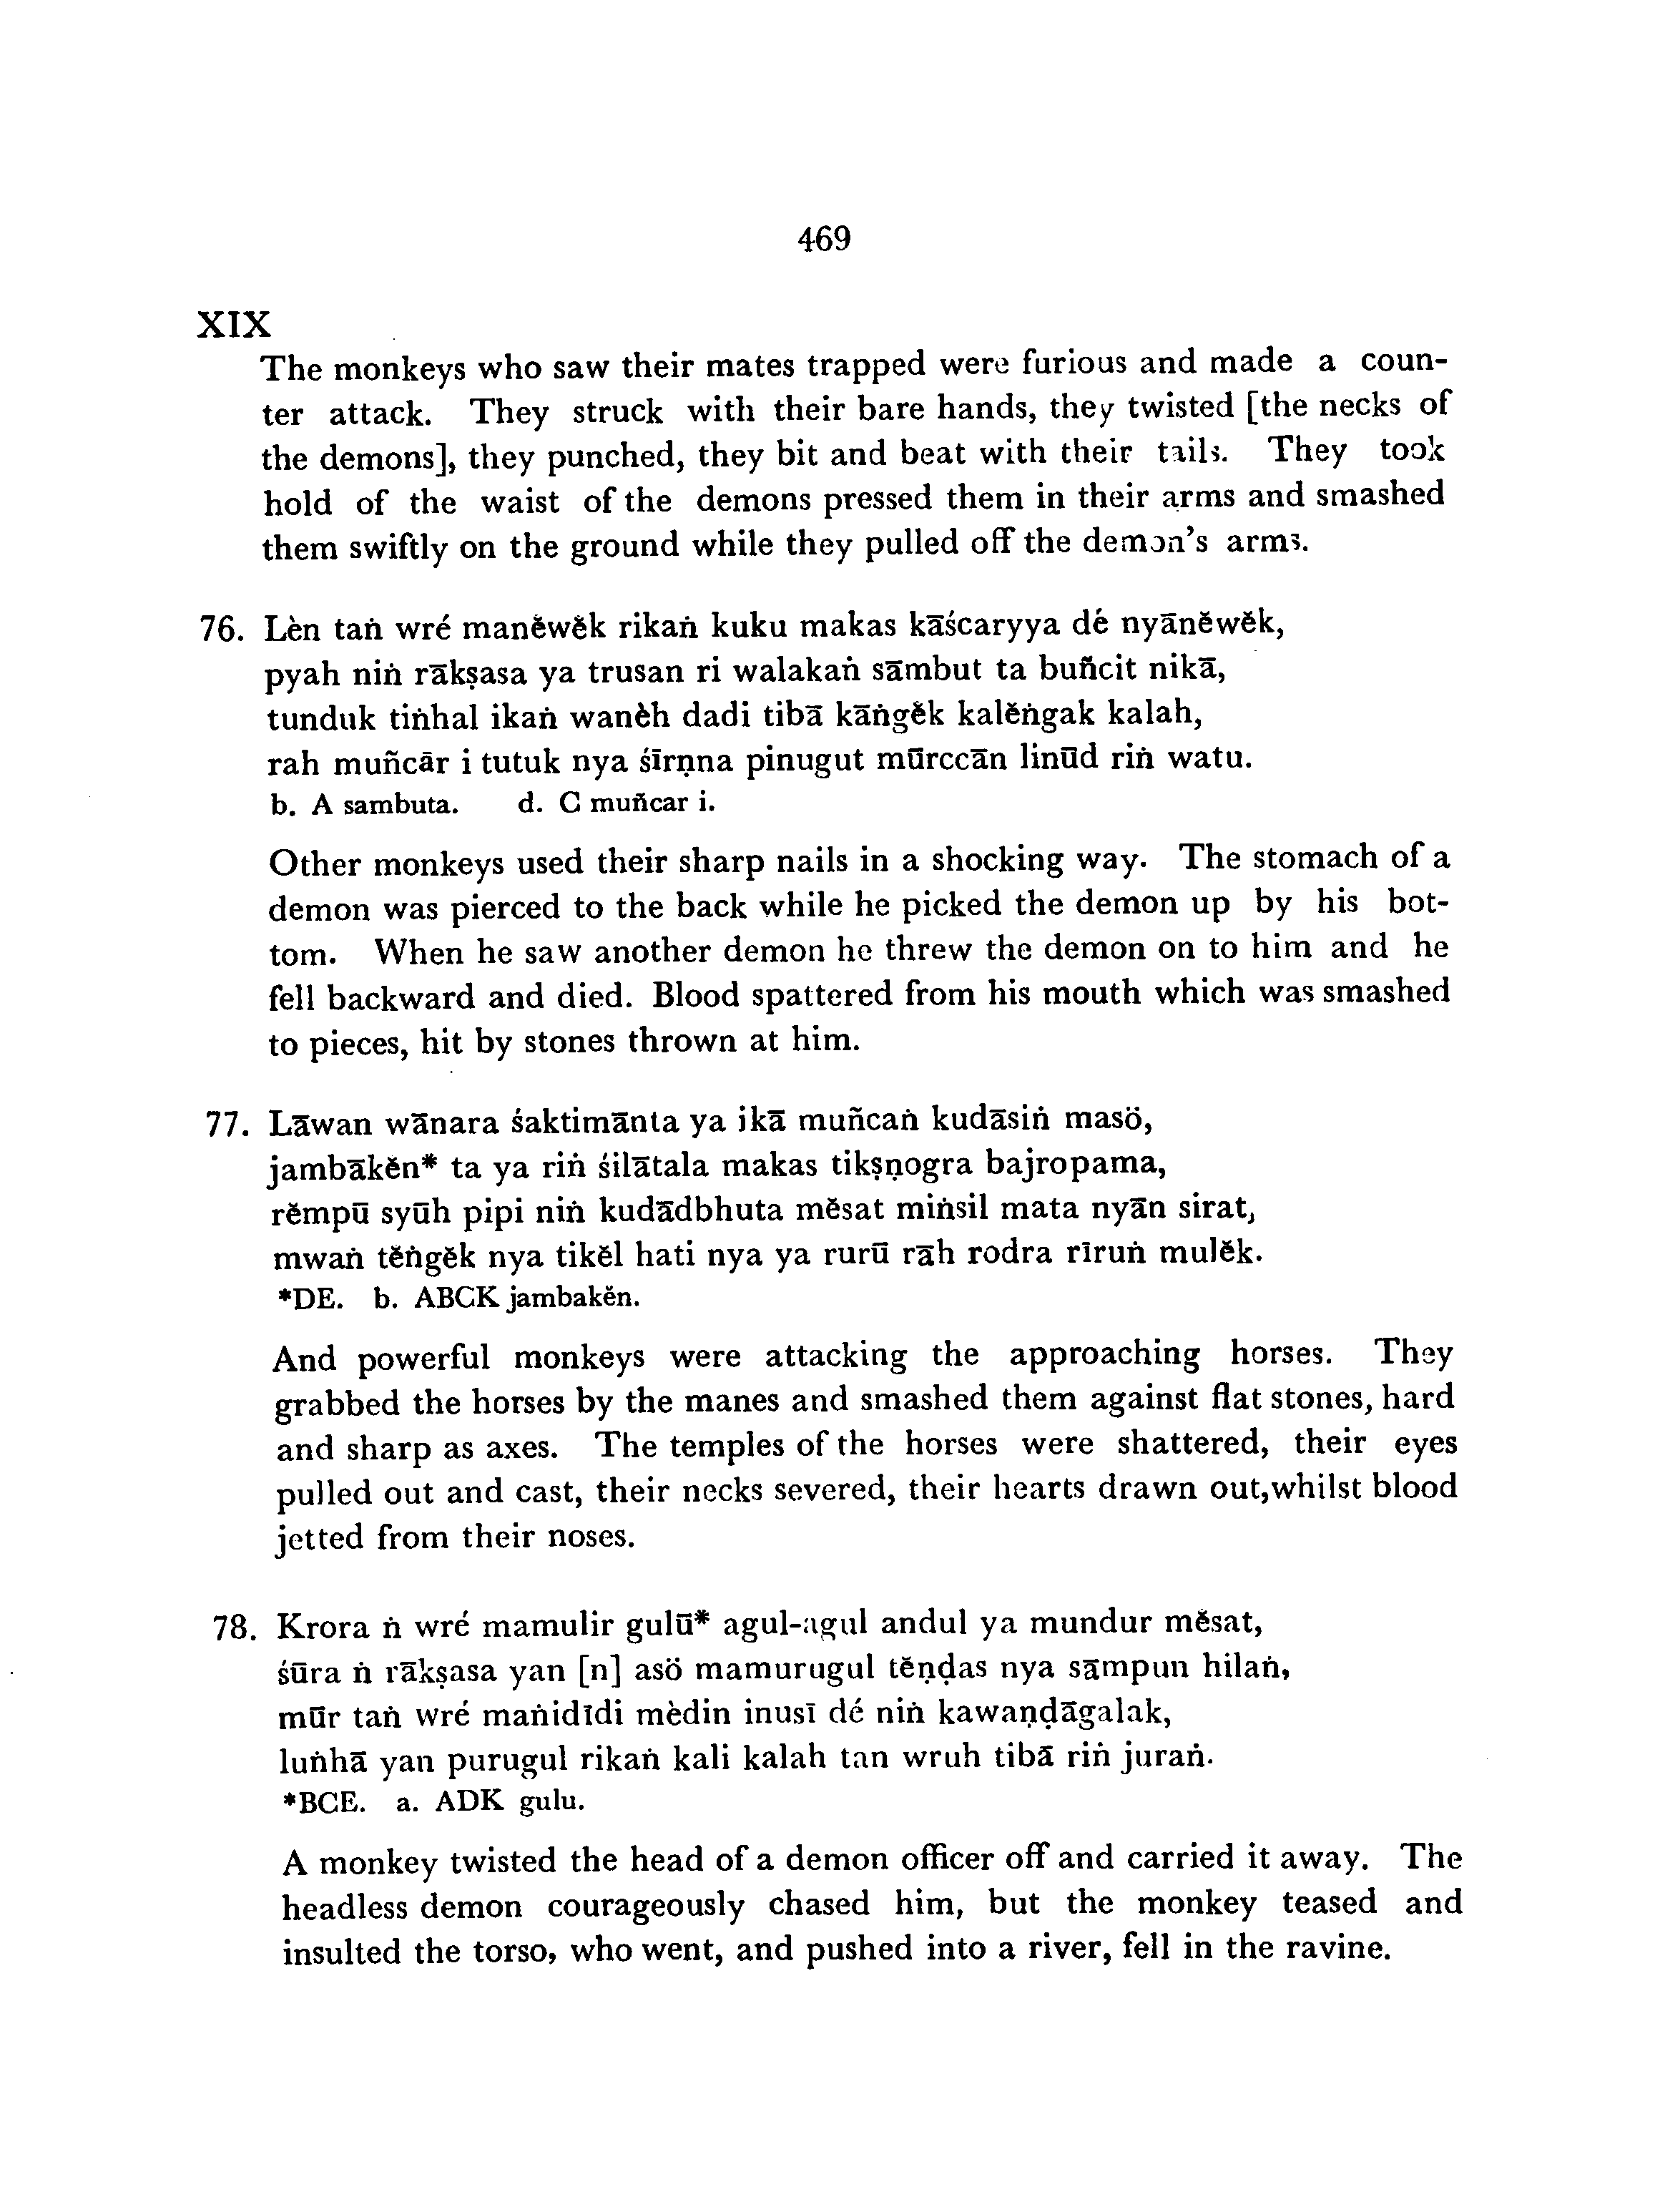 469
XIX
The monkeys who saw their mates trapped were furious and made a coun-
ter attack. They struck with their bare hands, they twisted [the necks of
the demons], they punched, they bit and beat with their tails. They took
hold of the waist of the demons pressed them in their arms and smashed
them swiftly on the ground while they pulled off the demon's arms.
76. Lèn taṅ wré manĕwĕk rikaṅ kuku makas kāścaryya dé nyānĕwĕk,
pyah niṅ rākṣasa ya trusan ri walakaṅ sāmbut ta buñcit nikā,
tunduk tiṅhal ikaṅ wanèh dadi tibā kāṅgĕk kalĕṅgak kalah,
rah muñcār i tutuk nya śīrṇna pinugut mūrccān linūd riṅ watu.
b. A sambuta. d. C muñcar i.
Other monkeys used their sharp nails in a shocking way. The stomach of a
demon was pierced to the back while he picked the demon up by his bot-
tom. When he saw another demon he threw the demon on to him and he
fell backward and died. Blood spattered from his mouth which was smashed
to pieces, hit by stones thrown at him.
77. Lāwan wānara śaktimānta ya ikā muñcaṅ kudāsiṅ masö,
jambākĕn* ta ya riṅ śilātala makas tikṣṇogra bajropama,
rĕmpū syūh pipi niṅ kudādbhuta mĕsat miṅsil mata nyān sirat,
mwaṅ tĕṅgĕk nya tikĕl hati nya ya rurū rāh rodra rīruṅ mulĕk.
*DE. b. ABCK jambakĕn.
And powerful monkeys were attacking the approaching horses. They
grabbed the horses by the manes and smashed them against flat stones, hard
and sharp as axes. The temples of the horses were shattered, their eyes
pulled out and cast, their necks severed, their hearts drawn out, whilst blood
jetted from their noses.
78. Krora ṅ wré mamulir gulū* agul-agul andul ya mundur mĕsat,
śūra ṅ rākṣasa yan [n] asö mamurugul tĕṇḍas nya sāmpun hilaṅ,
mūr taṅ wré maṅidīdi mèdin inusī dé niṅ kawaṇḍāgalak,
luṅhā yan purugul rikaṅ kali kalah tan wruh tibā riṅ juraṅ.
*BCE. a. ADK gulu.
A monkey twisted the head of a demon officer off and carried it away. The
headless demon courageously chased him, but the monkey teased and
insulted the torso, who went, and pushed into a river, fell in the ravine.